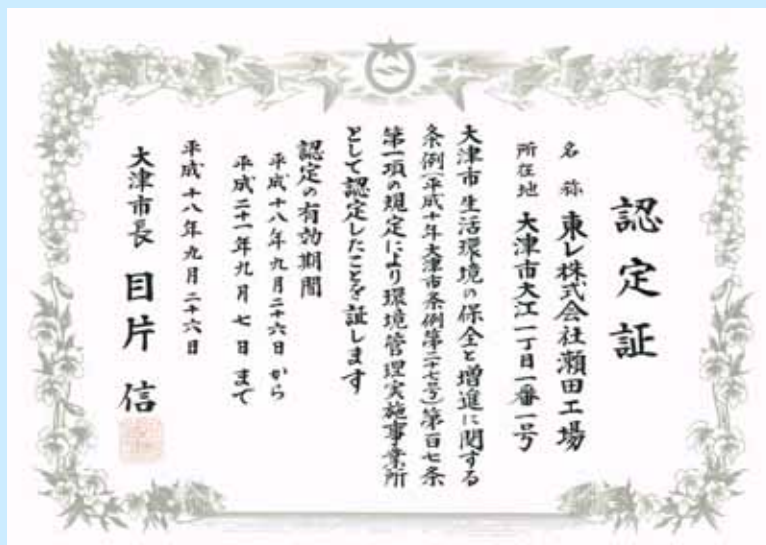 認定証
名称 東レ株式会社瀬田工場
所在地 大津市大江一丁目一番一号
大津市生活環境の保全と増進に関する
条例(平成十年大津市条例第二十七号)第百七条
第一項の規定により環境管理実施事業所
として認定したことを証します
認定の有効期間
平成十八年九月二十六日から
平成二十一年九月七日まで
平成十八年九月二十六日
大津市長 目片信